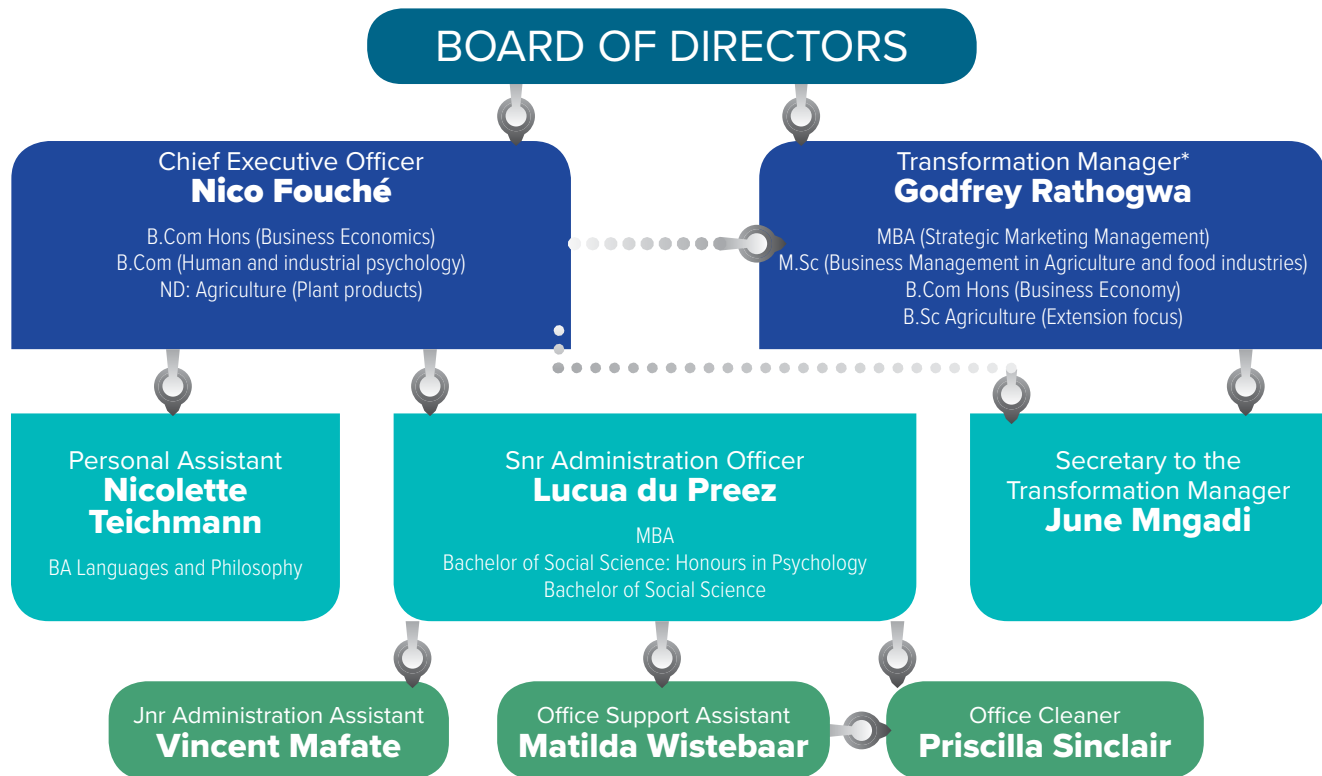 BOARD OF DIRECTORS
Chief Executive Officer
Nico Fouché
B.Com Hons (Business Economics)
B.Com (Human and industrial psychology)
ND: Agriculture (Plant products)
Transformation Manager*
Godfrey Rathogwa
MBA (Strategic Marketing Management)
M.Sc (Business Management in Agriculture and food industries)
B.Com Hons (Business Economy)
B.Sc Agriculture (Extension focus)
Personal Assistant
Nicolette
Teichmann
BA Languages and Philosophy
Snr Administration Officer
Lucua du Preez
MBA
Bachelor of Social Science: Honours in Psychology
Bachelor of Social Science
Secretary to the
Transformation Manager
June Mngadi
Jnr Administration Assistant
Vincent Mafate
Office Support Assistant
Matilda Wistebaar
Office Cleaner
Priscilla Sinclair